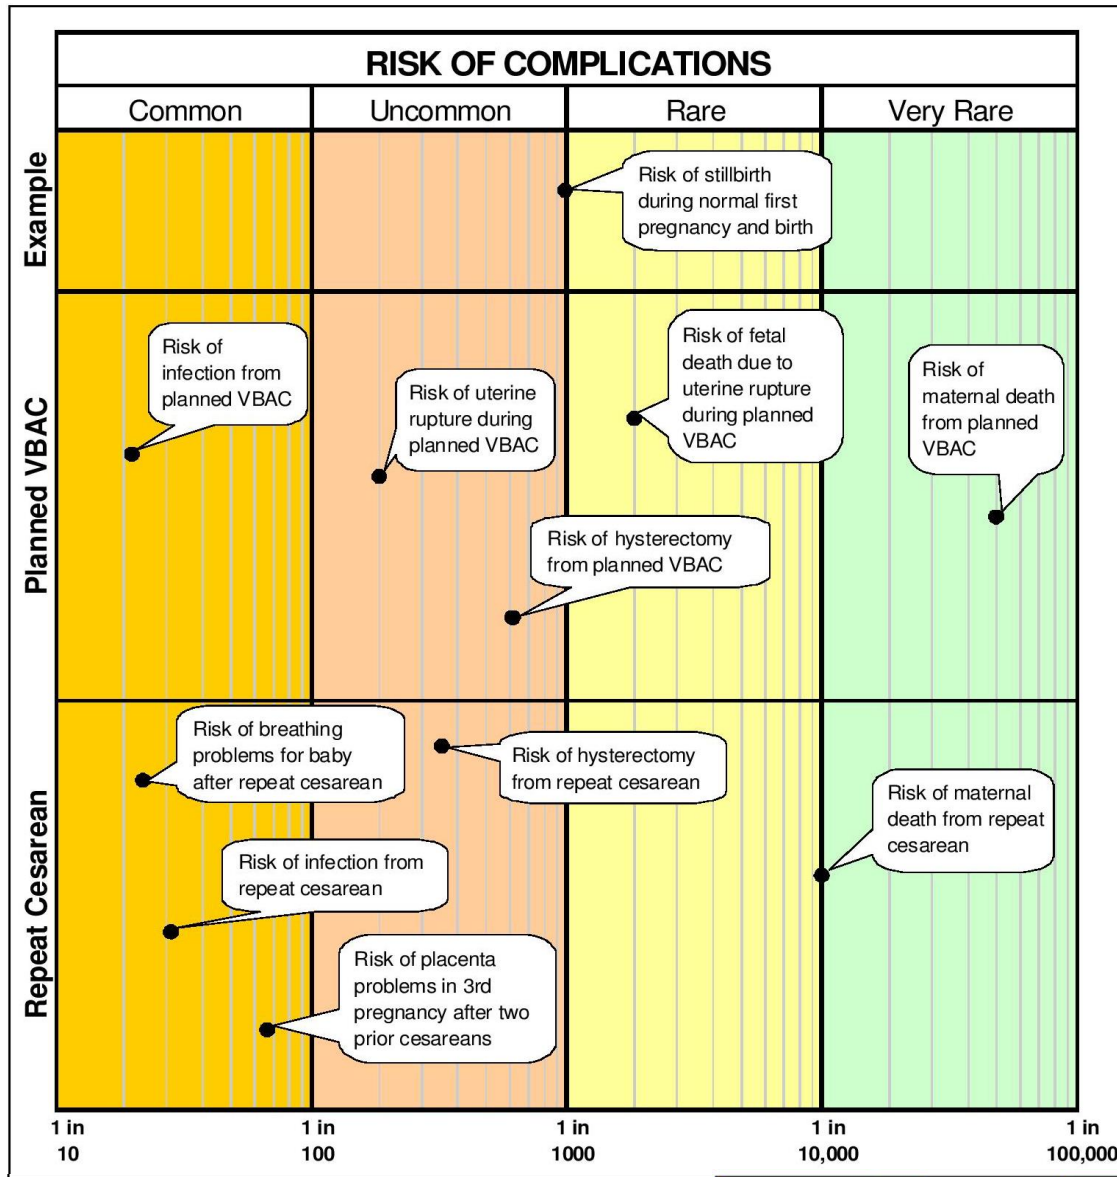 RISK OF COMPLICATIONS
Common
Uncommon
Rare
Very Rare
Example
Risk of stillbirth
during normal first
pregnancy and birth
Planned VBAC
Risk of
infection from
planned VBAC
Risk of uterine
rupture during
planned VBAC
Risk of fetal
death due to
uterine rupture
during planned
VBAC
Risk of
maternal death
from planned
VBAC
Risk of hysterectomy
from planned VBAC
Repeat Cesarean
Risk of breathing
problems for baby
after repeat cesarean
Risk of hysterectomy
from repeat cesarean
Risk of maternal
death from repeat
cesarean
Risk of infection from
repeat cesarean
Risk of placenta
problems in 3rd
pregnancy after two
prior cesareans
1 in
10
1 in
100
1 in
1000
1 in
10,000
1 in
100,000